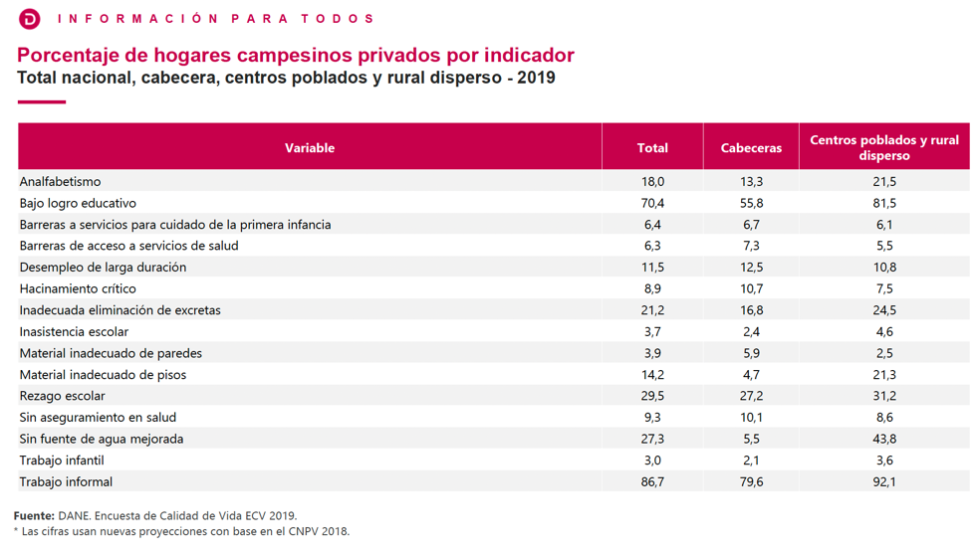 D INFORMACIÓN PARA TODOS
Porcentaje de hogares campesinos privados por indicador
Total nacional, cabecera, centros poblados y rural disperso - 2019
Variable Total Cabeceras Centros poblados y rural disperso
Analfabetismo 18,0 13,3 21,5
Bajo logro educativo 70,4 55,8 81,5
Barreras a servicios para cuidado de la primera infancia 6,4 6,7 6,1
Barreras de acceso a servicios de salud 6,3 7,3 5,5
Desempleo de larga duración 11,5 12,5 10,8
Hacinamiento crítico 8,9 10,7 7,5
Inadecuada eliminación de excretas 21,2 16,8 24,5
Inasistencia escolar 3,7 2,4 4,6
Material inadecuado de paredes 3,9 5,9 2,5
Material inadecuado de pisos 14,2 4,7 21,3
Rezago escolar 29,5 27,2 31,2
Sin aseguramiento en salud 9,3 10,1 8,6
Sin fuente de agua mejorada 27,3 5,5 43,8
Trabajo infantil 3,0 2,1 3,6
Trabajo informal 86,7 79,6 92,1
Fuente: DANE. Encuesta de Calidad de Vida ECV 2019.
* Las cifras usan nuevas proyecciones con base en el CNPV 2018.